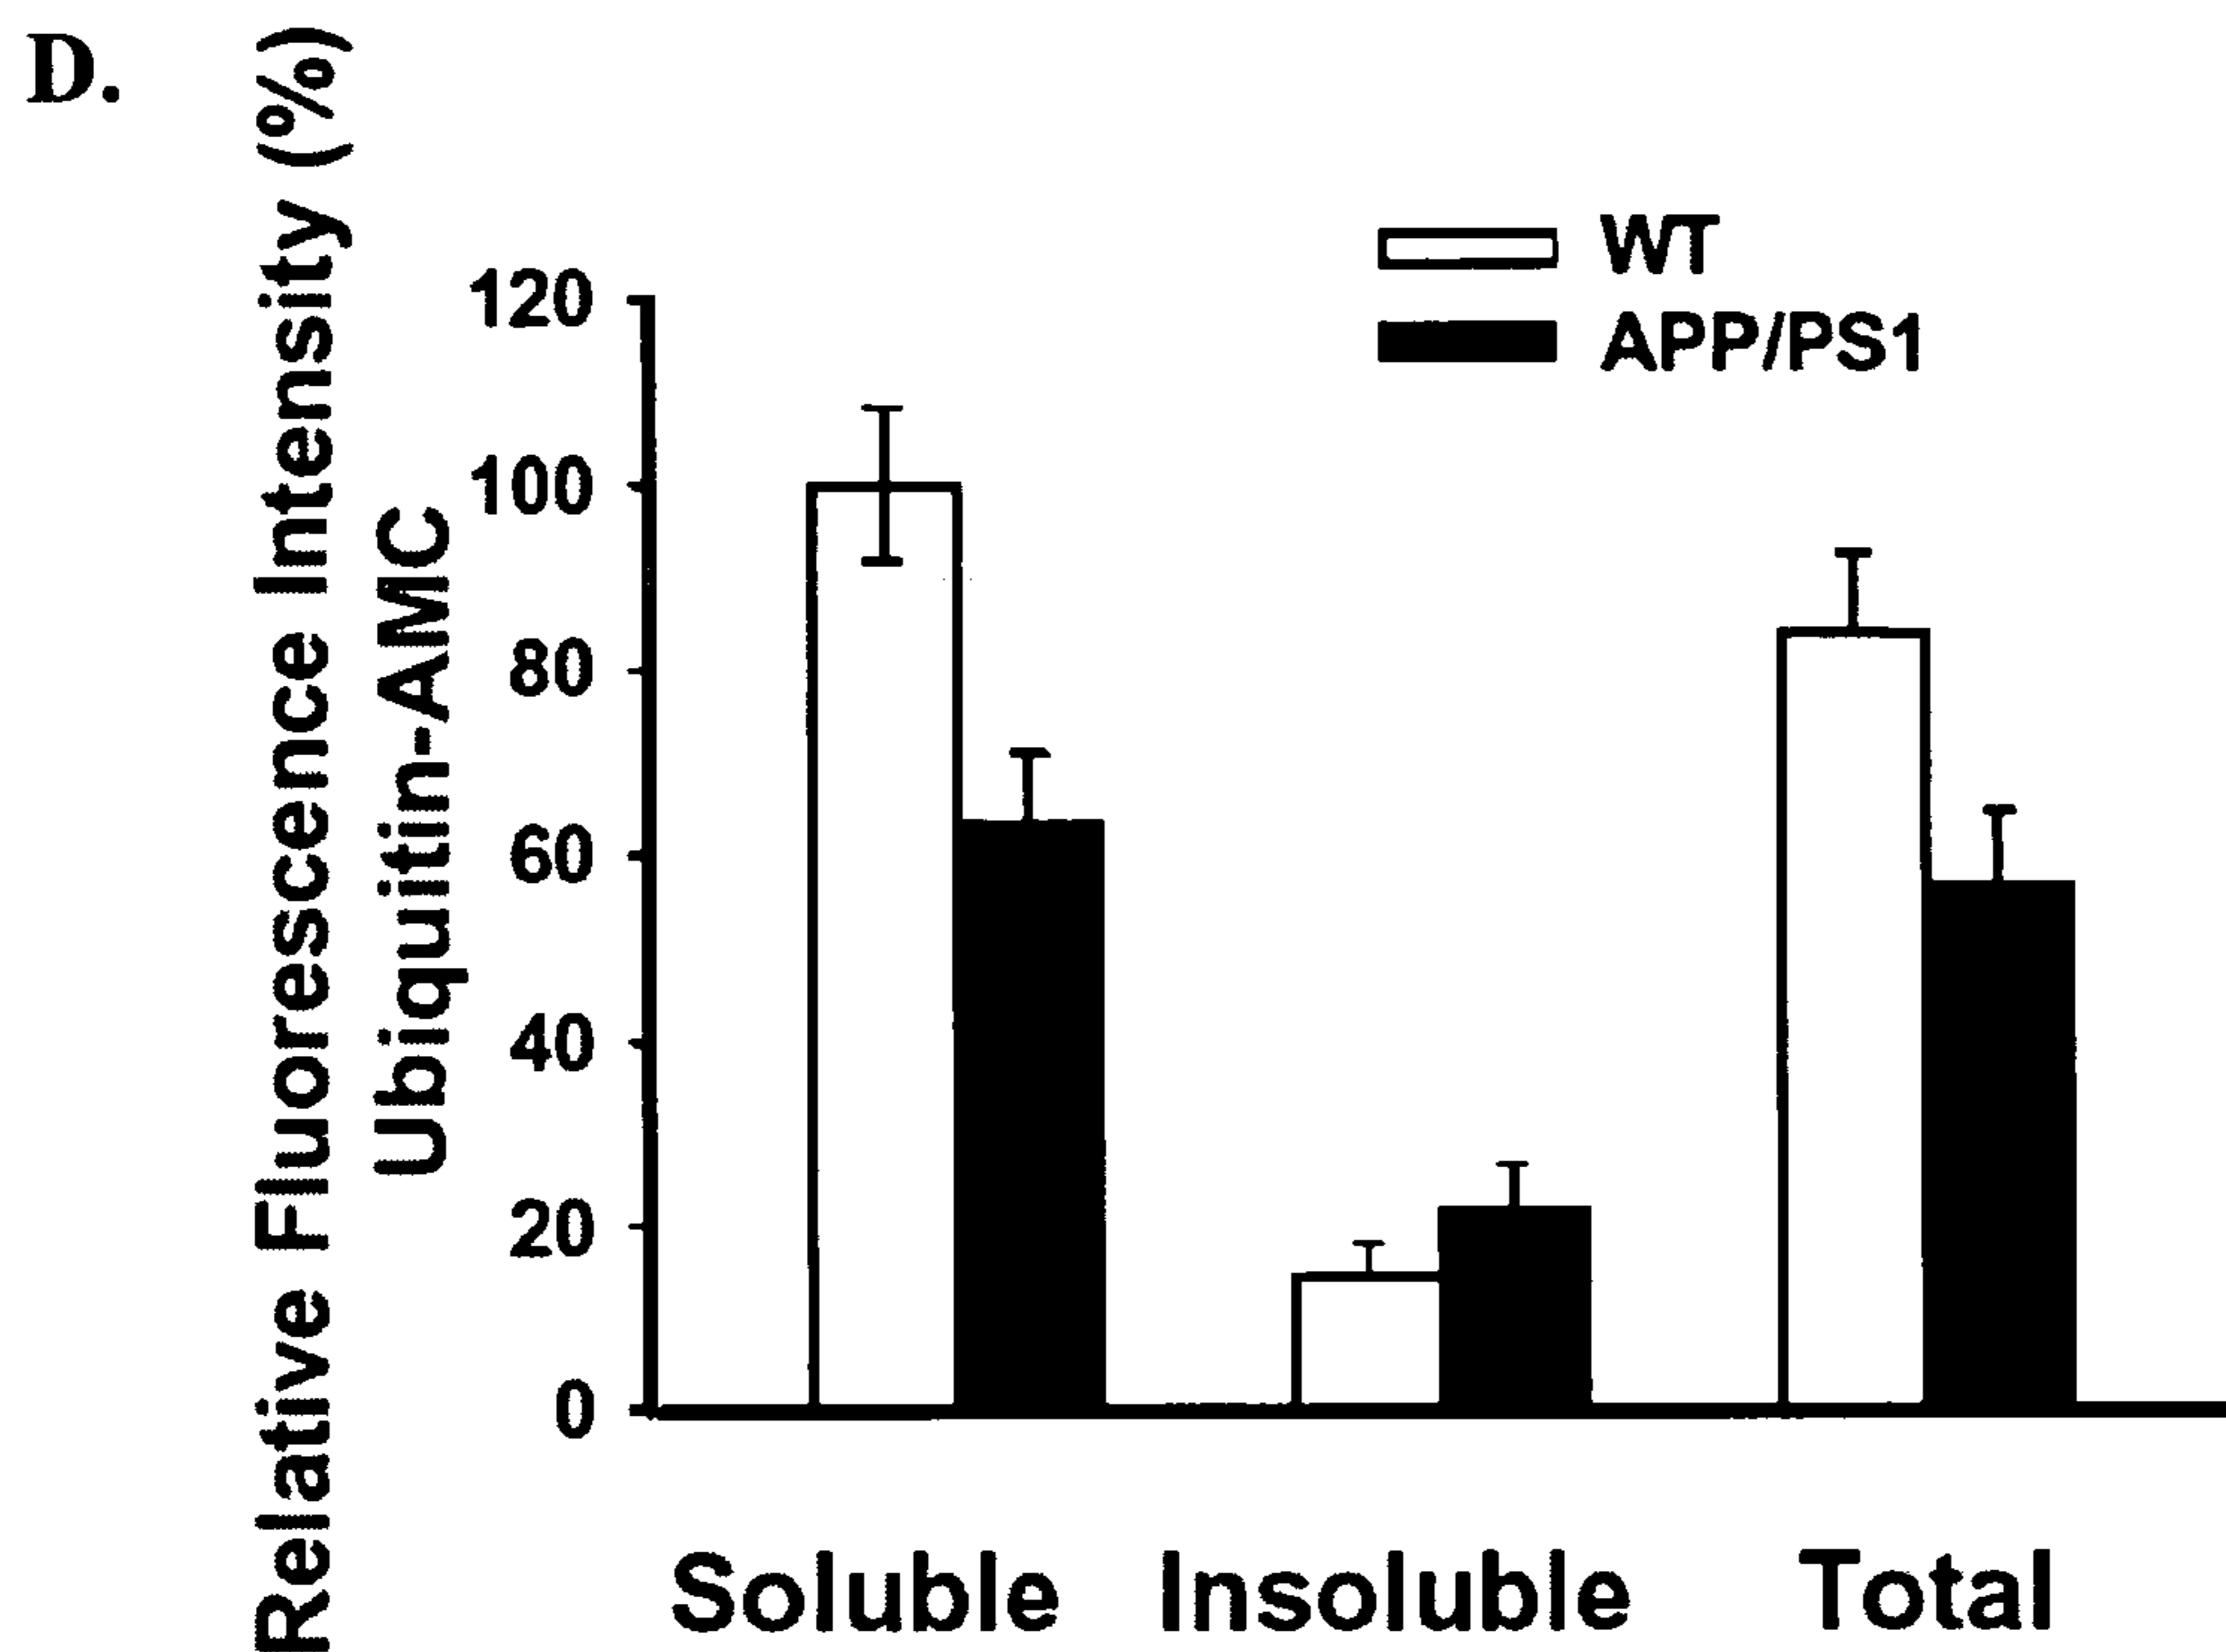 D.
Relative Fluorescence Intensity (%)
Ubiquitin-AMC
WT
APP/PS1
120
100
80
60
40
20
0
Soluble Insoluble Total